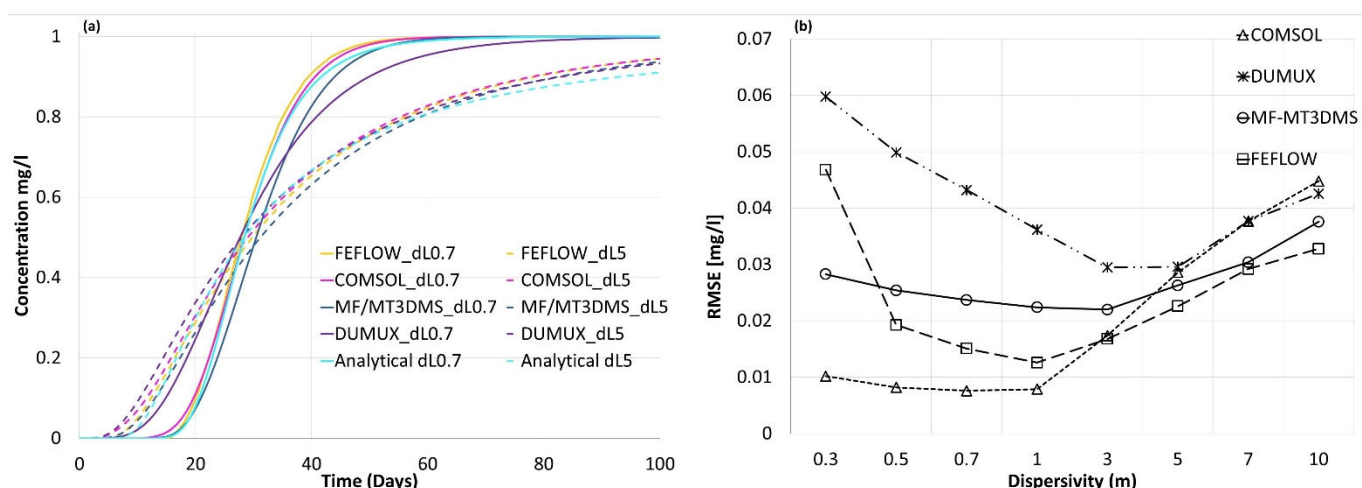 (a)
Concentration mg/l
1
0.8
0.6
0.4
0.2
0
0 20 40 60 80 100
Time (Days)
FEFLOW_dL0.7 FEFLOW_dL5
COMSOL_dL0.7 COMSOL_dL5
MF/MT3DMS_dL0.7 MF/MT3DMS_dL5
DUMUX_dL0.7 DUMUX_dL5
Analytical dL0.7 Analytical dL5
(b)
RMSE [mg/l]
0.07
0.06
0.05
0.04
0.03
0.02
0.01
0
0.3 0.5 0.7 1 3 5 7 10
Dispersivity (m)
COMSOL
DUMUX
MF-MT3DMS
FEFLOW